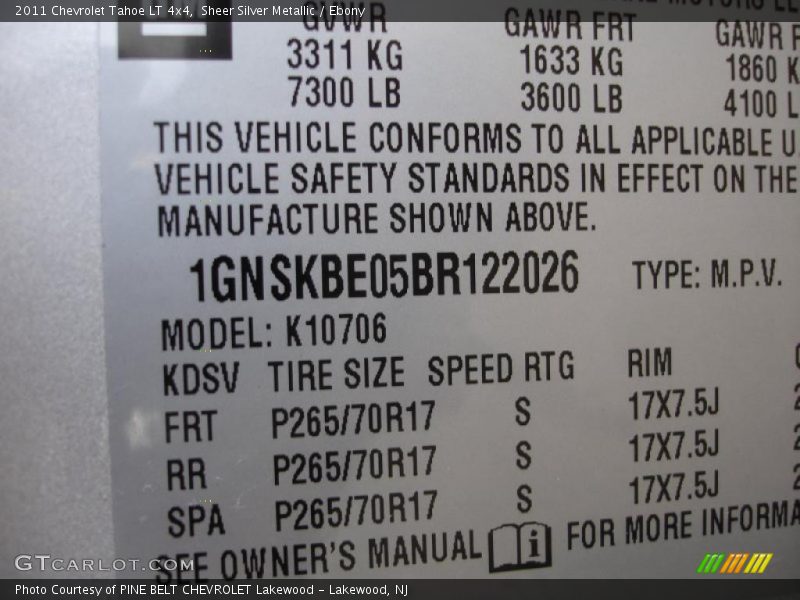 2011 Chevrolet Tahoe LT 4x4, Sheer Silver Metallic / Ebony
GVWR GAWR FRT GAWR
3311 KG 1633 KG 1860
7300 LB 3600 LB 4100
THIS VEHICLE CONFORMS TO ALL APPLICABLE
VEHICLE SAFETY STANDARDS IN EFFECT ON THE
MANUFACTURE SHOWN ABOVE.
1GNSKBE05BR122026 TYPE: M.P.V.
MODEL: K10706
KDSV TIRE SIZE SPEED RTG RIM
FRT P265/70R17 S 17X7.5J
RR P265/70R17 S 17X7.5J
SPA P265/70R17 S 17X7.5J
SEE OWNER'S MANUAL i FOR MORE INFORMA
GTCARLOT.COM
Photo Courtesy of PINE BELT CHEVROLET Lakewood - Lakewood, NJ